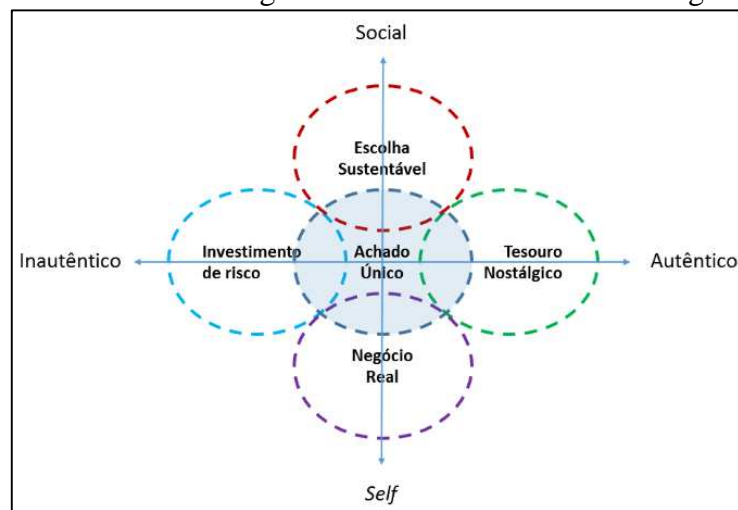 Social
Escolha
Sustentável
Inautêntico
Investimento
de risco
Achado
Único
Tesouro
Nostálgico
Autêntico
Negócio
Real
Self